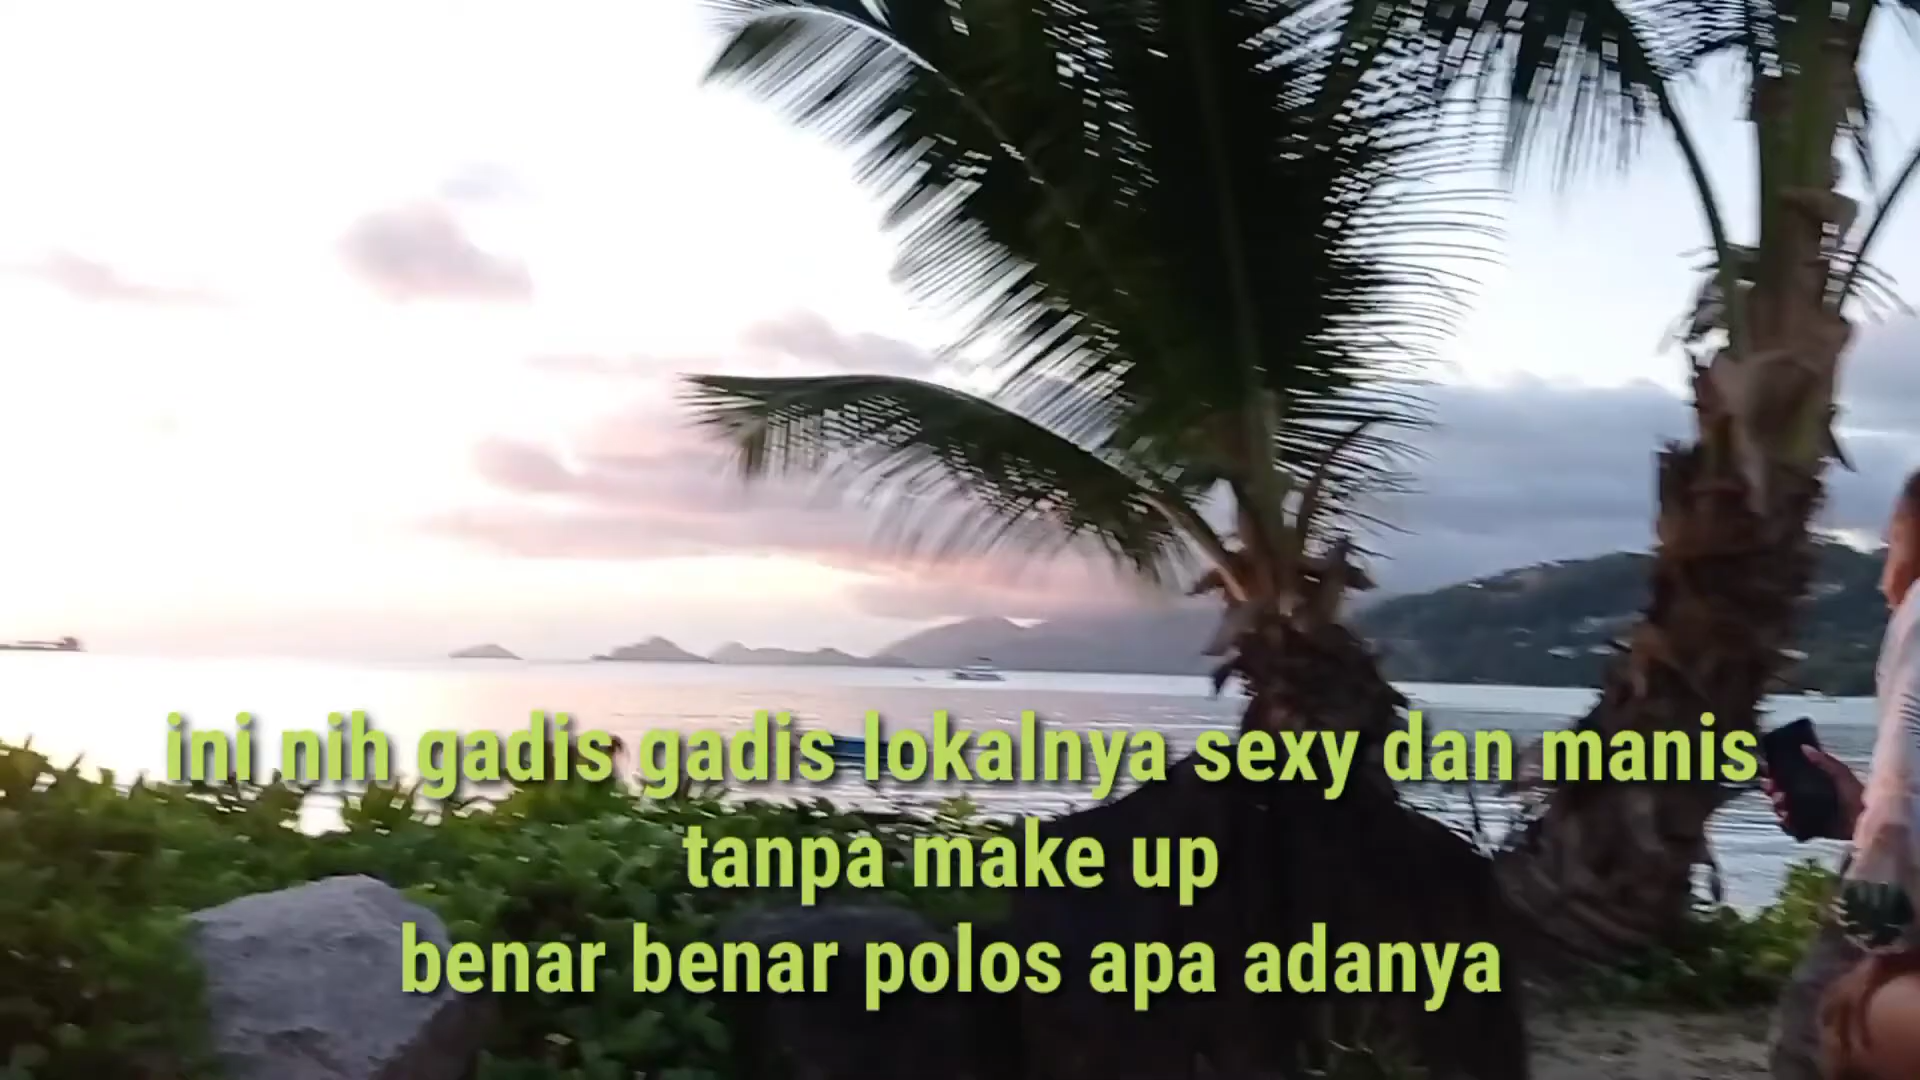 ini nih gadis gadis lokalnya sexy dan manis
tanpa make up
benar benar polos apa adanya